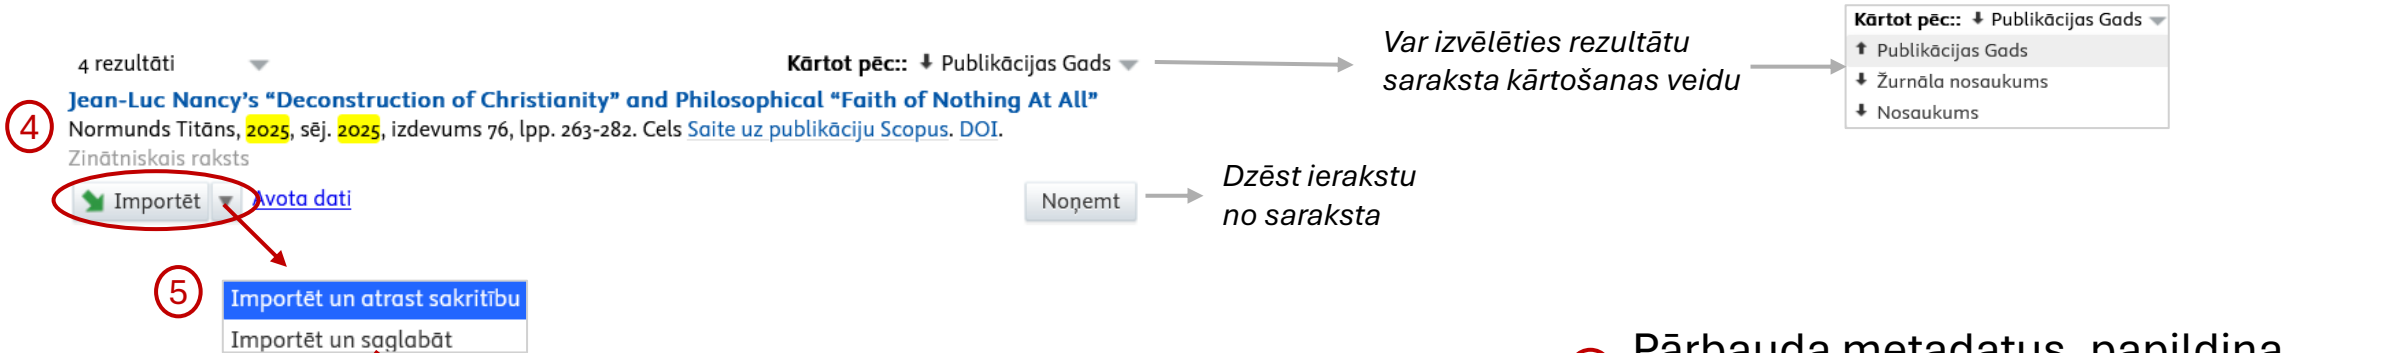 4 rezultāti
Kārtot pēc:: Publikācijas Gads
Var izvēlēties rezultātu
saraksta kārtošanas veidu
Kārtot pēc:: Publikācijas Gads
Publikācijas Gads
Žurnāla nosaukums
Nosaukums
4
Jean-Luc Nancy’s “Deconstruction of Christianity” and Philosophical “Faith of Nothing At All”
Normunds Titāns, 2025, sēj. 2025, izdevums 76, lpp. 263-282. Cels Saite uz publikāciju Scopus. DOI.
Zinātniskais raksts
Importēt
Avota dati
Noņemt
Dzēst ierakstu
no saraksta
5
Importēt un atrast sakritību
Importēt un saglabāt
Pārbauda metadatus, papildina